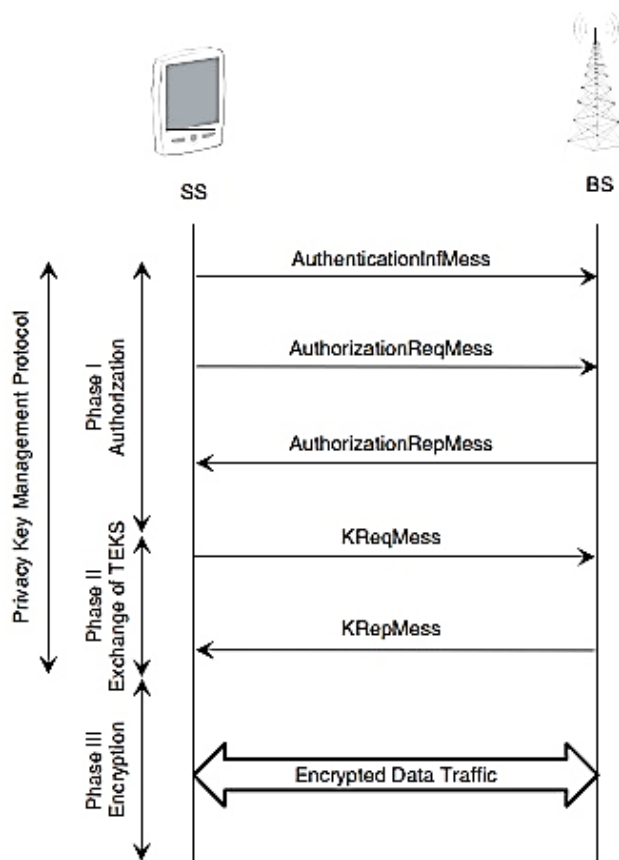 SS
BS
Privacy Key Management Protocol
Phase I
Authorization
AuthenticationInfMess
AuthorizationReqMess
AuthorizationRepMess
Phase II
Exchange of TEKS
KReqMess
KRepMess
Phase III
Encryption
Encrypted Data Traffic